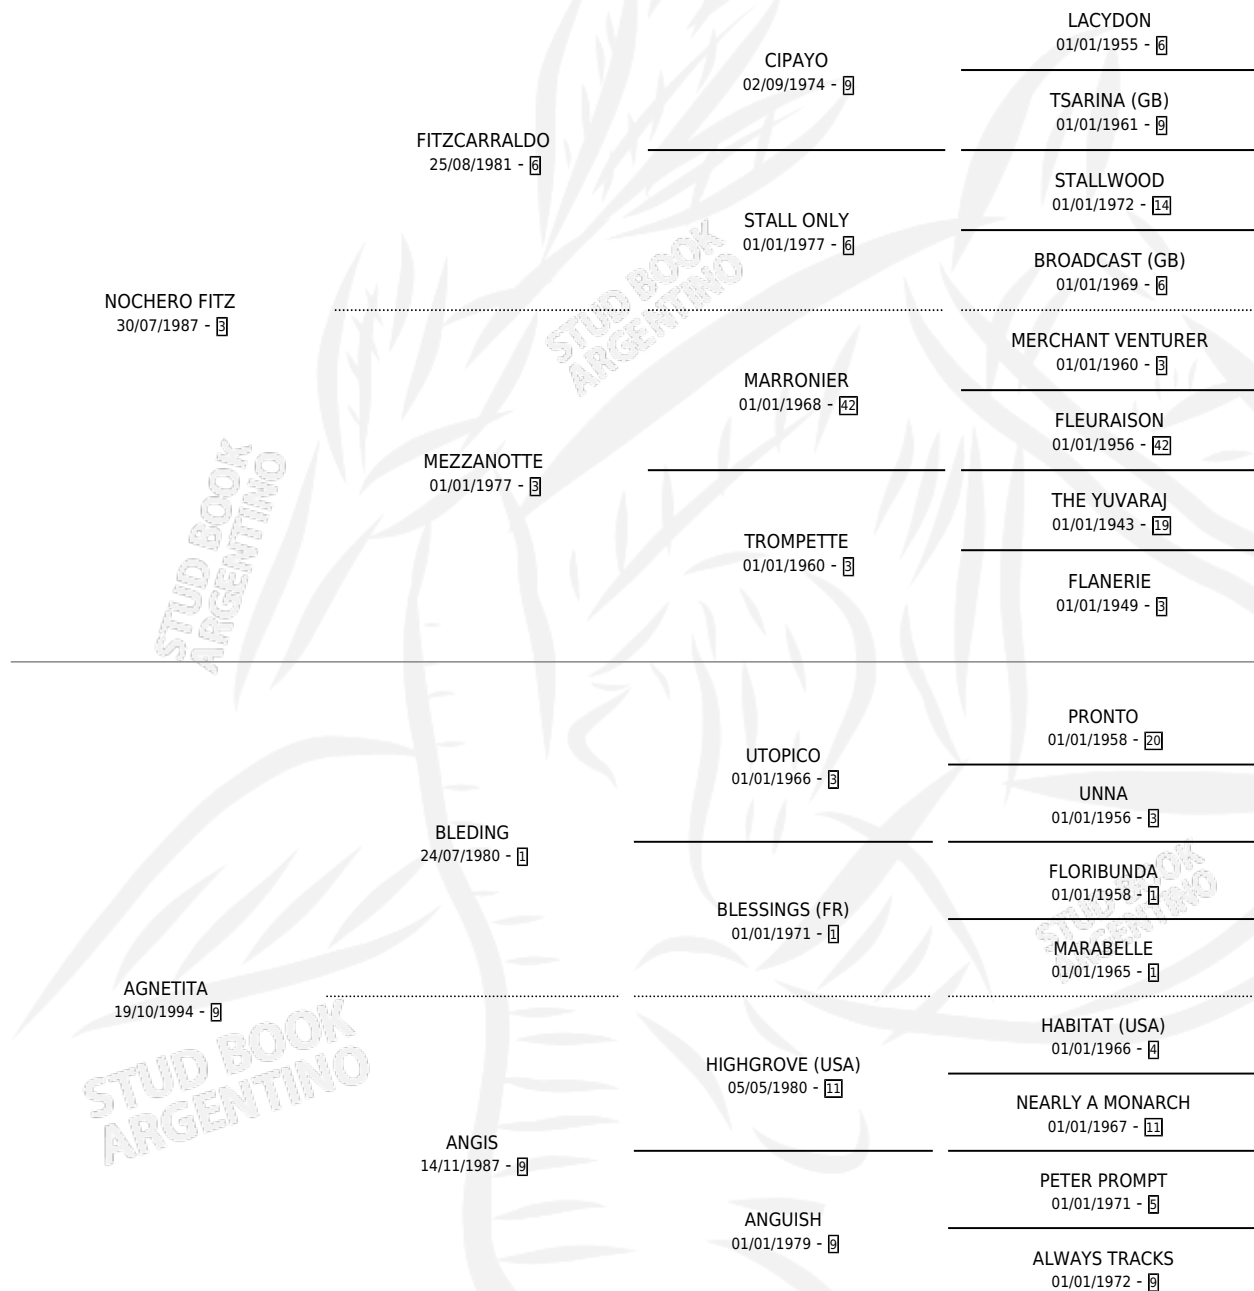 LACYDON
01/01/1955 - 6
CIPAYO
02/09/1974 - 9
TSARINA (GB)
01/01/1961 - 9
FITZCARRALDO
25/08/1981 - 6
STALLWOOD
01/01/1972 - 14
STALL ONLY
01/01/1977 - 6
BROADCAST (GB)
01/01/1969 - 6
NOCHERO FITZ
30/07/1987 - 3
STUD BOOK
ARGENTINO
MERCHANT VENTURER
01/01/1960 - 3
MARRONIER
01/01/1968 - 42
FLEURAISON
01/01/1956 - 42
MEZZANOTTE
01/01/1977 - 3
THE YUVARAJ
01/01/1943 - 19
TROMPETTE
01/01/1960 - 3
FLANERIE
01/01/1949 - 3
STUD BOOK
ARGENTINO
PRONTO
01/01/1958 - 20
UTOPICO
01/01/1966 - 3
UNNA
01/01/1956 - 3
BLEDING
24/07/1980 - 1
FLORIBUNDA
01/01/1958 - 1
BLESSINGS (FR)
01/01/1971 - 1
STUD BOOK
ARGENTINO
MARABELLE
01/01/1965 - 1
AGNETITA
19/10/1994 - 9
HABITAT (USA)
01/01/1966 - 4
HIGHGROVE (USA)
05/05/1980 - 11
NEARLY A MONARCH
01/01/1967 - 11
STUD BOOK
ARGENTINO
ANGIS
14/11/1987 - 9
PETER PROMPT
01/01/1971 - 5
ANGUISH
01/01/1979 - 9
ALWAYS TRACKS
01/01/1972 - 9